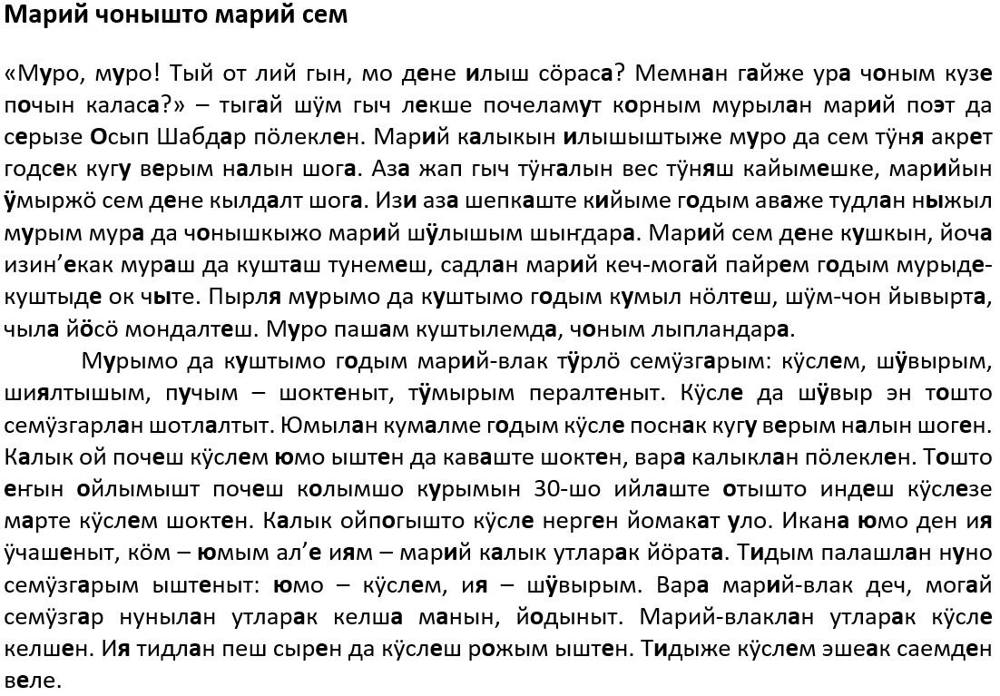 Марий чонышто марий сем
«Муро, муро! Тый от лий гын, мо дене илыш сӧраса? Мемнан гайже ура чоным кузе
почын каласа?» – тыгай шӱм гыч лекше почеламут корным мурылан марий поэт да
серызе Осып Шабдар пӧлеклен. Марий калыкын илышыштыже муро да сем тӱня акрет
годсек кугу верым налын шога. Аза жап гыч тӱҥалын вес тӱняш кайымешке, марийын
ӱмыржӧ сем дене кылдалт шога. Изи аза шепкаште кийыме годым аваже тудлан ныжыл
мурым мура да чонышкыжо марий шӱлышым шыҥдара. Марий сем дене кушкын, йоча
изин’екак мураш да кушташ тунемеш, садлан марий кеч-могай пайрем годым мурыде-
куштыде ок чыте. Пырля мурымо да куштымо годым кумыл нӧлтеш, шӱм-чон йывырта,
чыла йӧсӧ мондалтеш. Муро пашам куштылемда, чоным лыпландара.
Мурымо да куштымо годым марий-влак тӱрлӧ семӱзгарым: кӱслем, шӱвырым,
шиялтышым, пучым – шоктеныт, тӱмырым пералтеныт. Кӱсле да шӱвыр эн тошто
семӱзгарлан шотлалтыт. Юмылан кумалме годым кӱсле поснак кугу верым налын шоген.
Калык ой почеш кӱслем юмо ыштен да каваште шоктен, вара калыклан пӧлеклен. Тошто
еҥын ойлымышт почеш колымшо курымын 30-шо ийлаште отышто индеш кӱслезе
марте кӱслем шоктен. Калык ойпогышто кӱсле нерген йомакат уло. Икана юмо ден ия
ӱчашеныт, кӧм – юмым ал’е иям – марий калык утларак йӧрата. Тидым палашлан нуно
семӱзгарым ыштеныт: юмо – кӱслем, ия – шӱвырым. Вара марий-влак деч, могай
семӱзгар нунылан утларак келша манын, йодыныт. Марий-влаклан утларак кӱсле
келшен. Ия тидлан пеш сырен да кӱслеш рожым ыштен. Тидыже кӱслем эшеак саемден
веле.